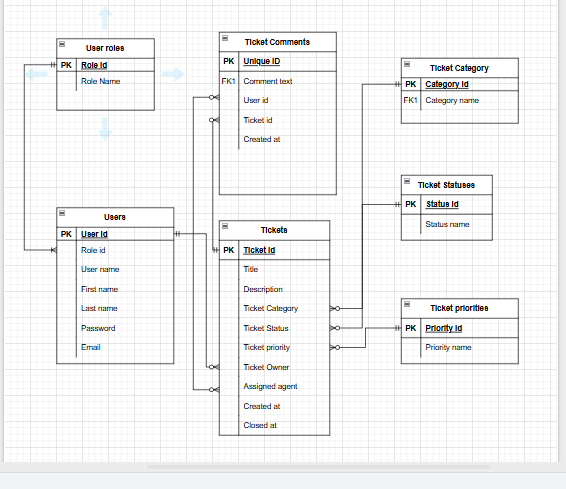 User roles
PK Role Id
Role Name
Ticket Comments
PK Unique ID
FK1 Comment text
User id
Ticket id
Created at
Ticket Category
PK Category Id
FK1 Category name
Ticket Statuses
PK Status Id
Status name
Users
PK User Id
Role id
User name
First name
Last name
Password
Email
Tickets
PK Ticket Id
Title
Description
Ticket Category
Ticket Status
Ticket priority
Ticket Owner
Assigned agent
Created at
Closed at
Ticket priorities
PK Priority Id
Priority name